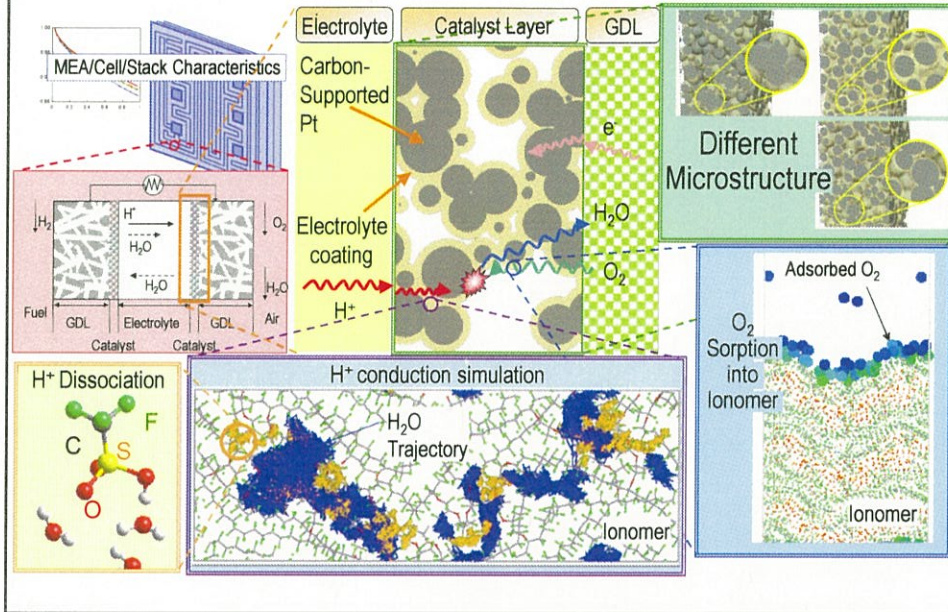 MEA/Cell/Stack Characteristics
Electrolyte
Catalyst Layer
GDL
Carbon-
Supported
Pt
Electrolyte
coating
H⁺
e⁻
H₂O
O₂
Different
Microstructure
H₂
H⁺
H₂O
H₂O
O₂
H₂O
Fuel
GDL
Electrolyte
GDL
Air
Catalyst
Catalyst
H⁺ Dissociation
F
C
S
O
H⁺ conduction simulation
H₂O
Trajectory
Ionomer
Adsorbed O₂
O₂
Sorption
into
Ionomer
Ionomer